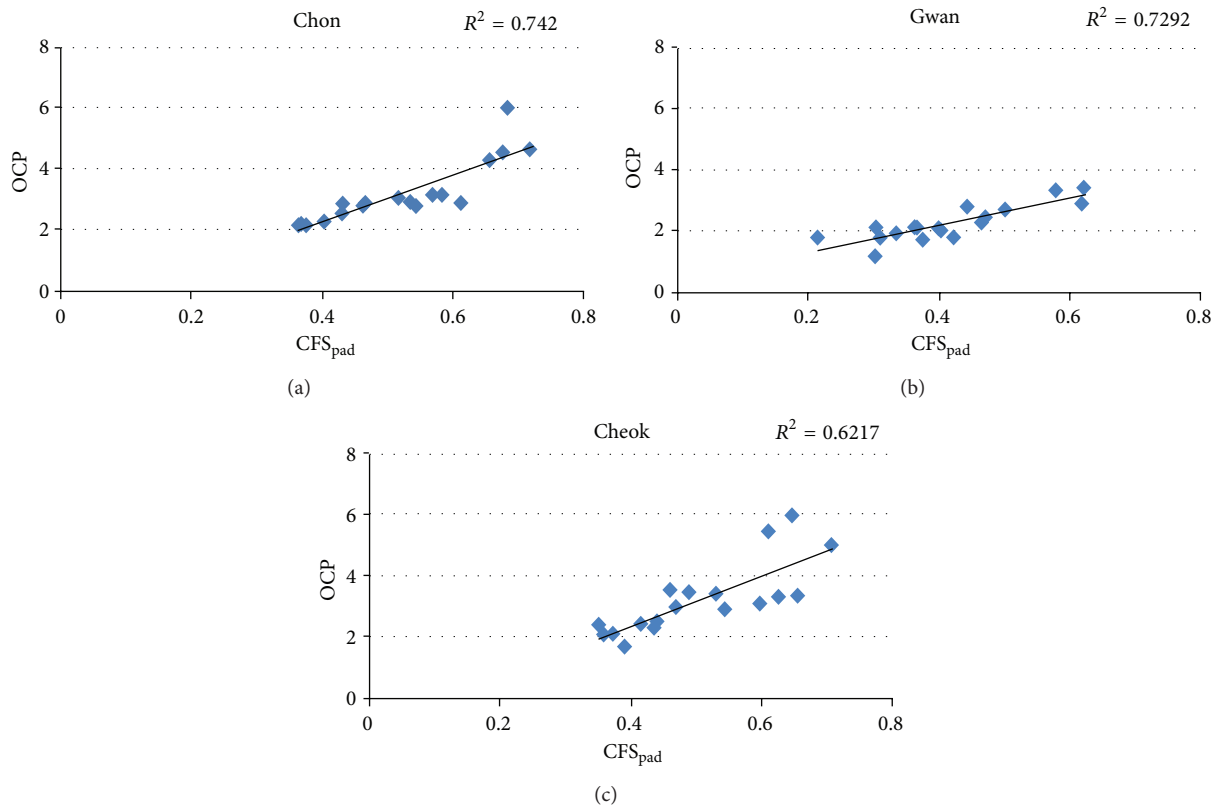 Chon R² = 0.742
8
6
4
2
0
OCP
0 0.2 0.4 0.6 0.8
CFSpad
(a)
Gwan R² = 0.7292
8
6
4
2
0
OCP
0 0.2 0.4 0.6 0.8
CFSpad
(b)
Cheok R² = 0.6217
8
6
4
2
0
OCP
0 0.2 0.4 0.6 0.8
CFSpad
(c)